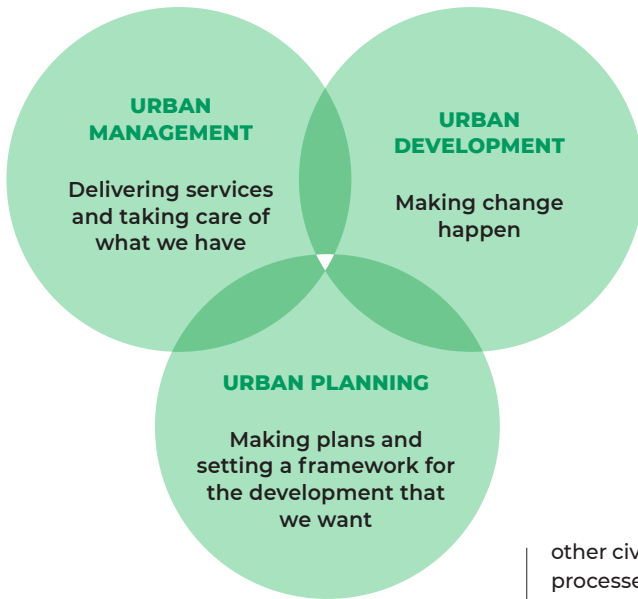 URBAN
MANAGEMENT
Delivering services
and taking care of
what we have
URBAN
DEVELOPMENT
Making change
happen
URBAN PLANNING
Making plans and
setting a framework for
the development that
we want
other